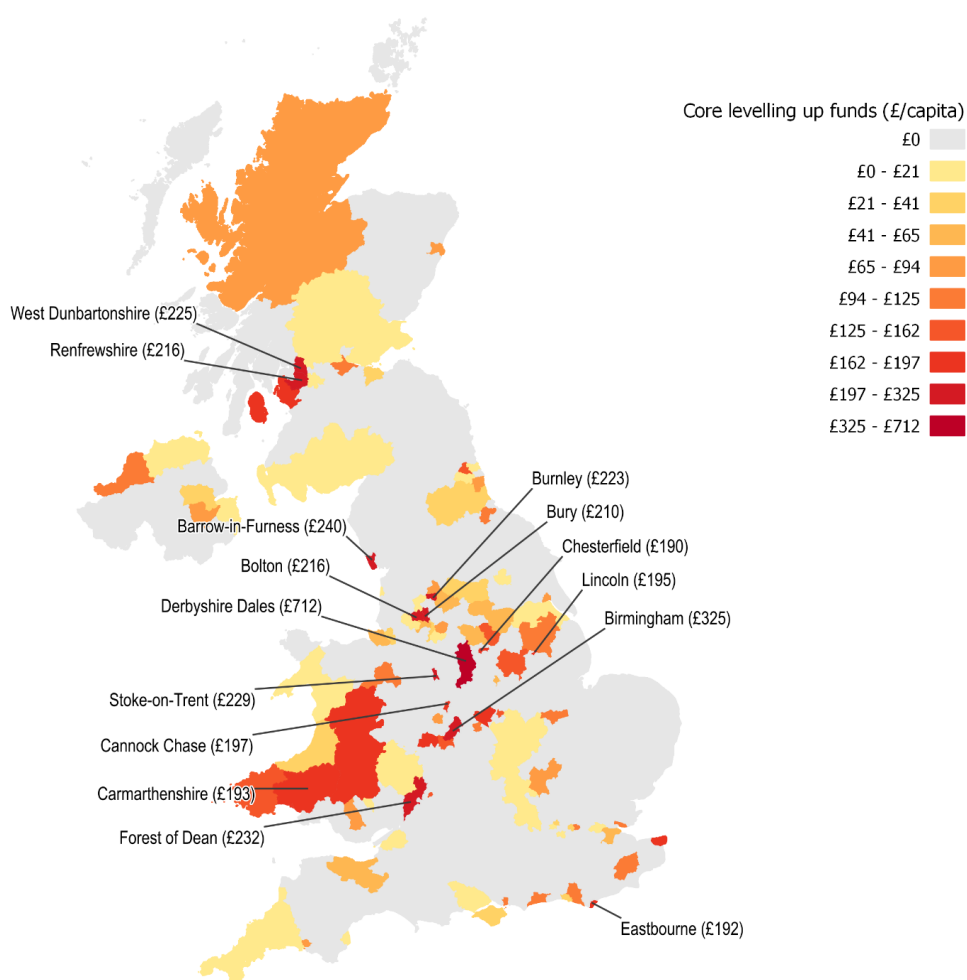 Core levelling up funds (£/capita)
£0
£0 - £21
£21 - £41
£41 - £65
£65 - £94
£94 - £125
£125 - £162
£162 - £197
£197 - £325
£325 - £712
West Dunbartonshire (£225)
Renfrewshire (£216)
Burnley (£223)
Bury (£210)
Barrow-in-Furness (£240)
Chesterfield (£190)
Bolton (£216)
Lincoln (£195)
Derbyshire Dales (£712)
Birmingham (£325)
Stoke-on-Trent (£229)
Cannock Chase (£197)
Carmarthenshire (£193)
Forest of Dean (£232)
Eastbourne (£192)